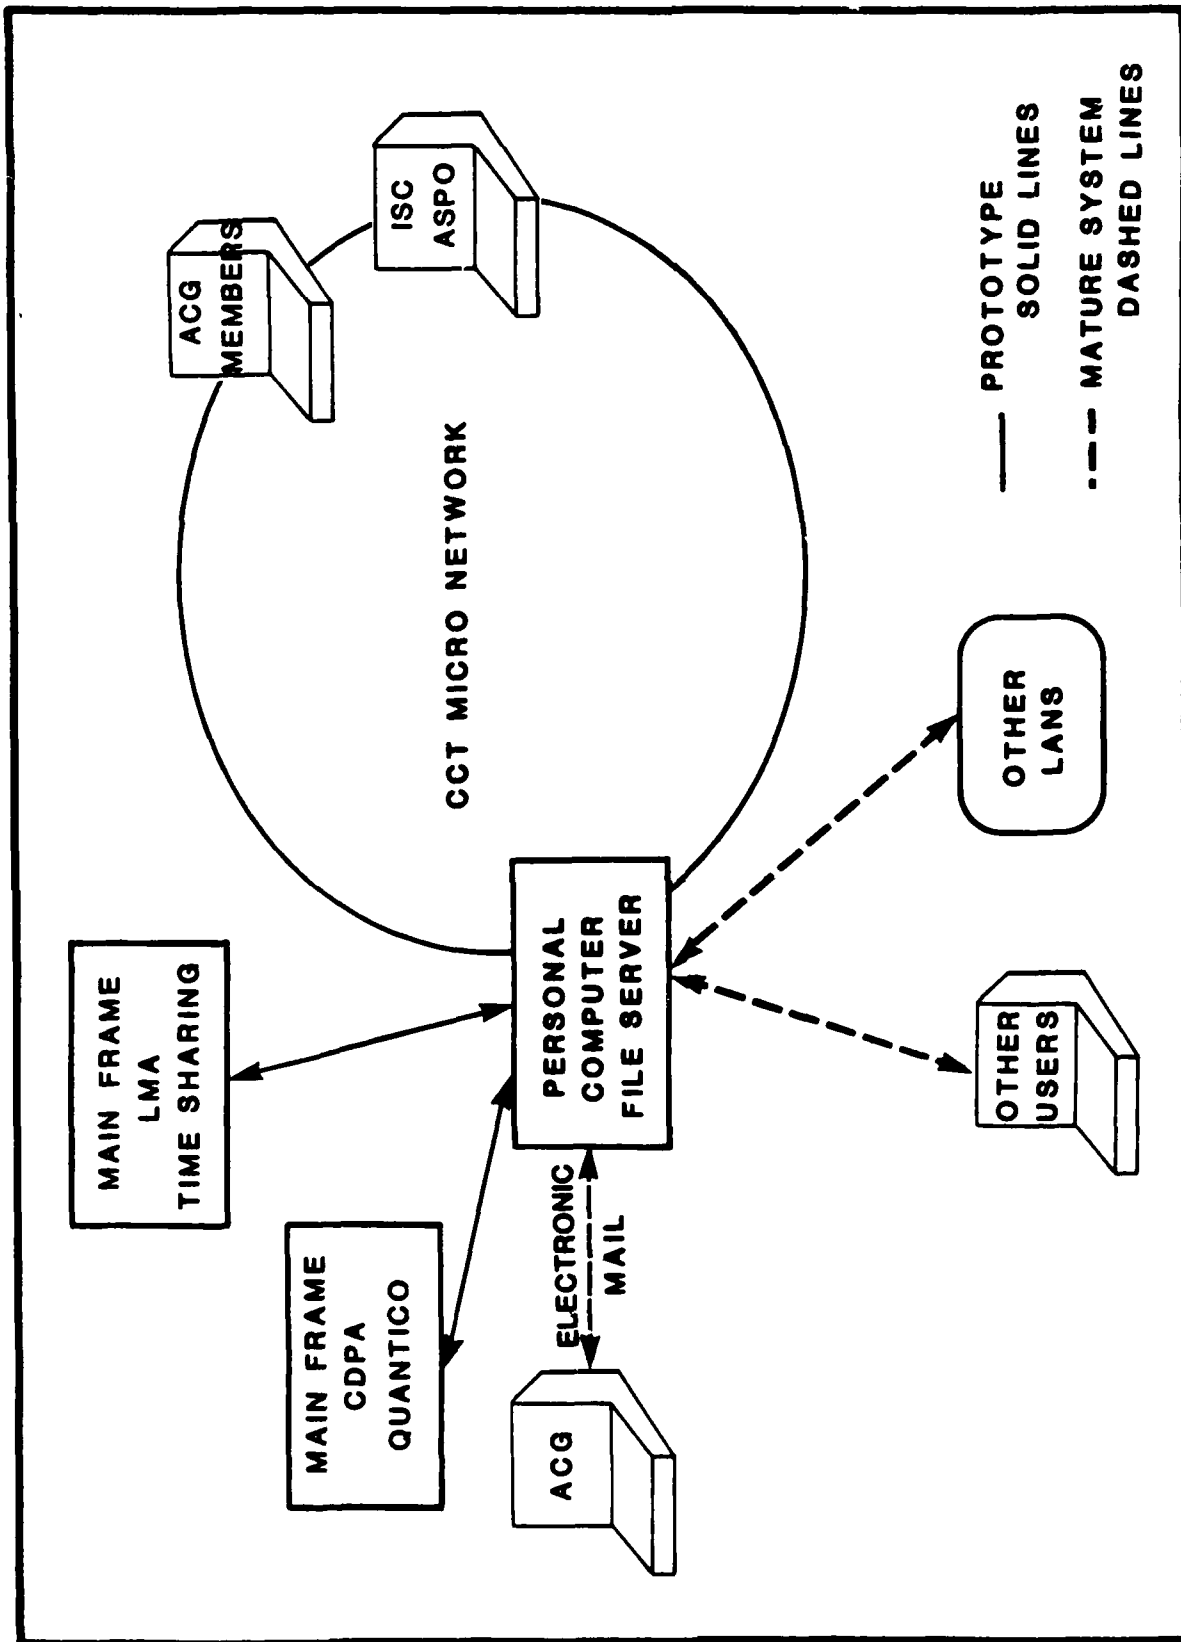 MAIN FRAME
LMA
TIME SHARING
MAIN FRAME
CDPA
QUANTICO
ACG
ELECTRONIC
MAIL
PERSONAL
COMPUTER
FILE SERVER
CCT MICRO NETWORK
ACG
MEMBERS
ISC
ASPO
OTHER
USERS
OTHER
LANS
PROTOTYPE
SOLID LINES
MATURE SYSTEM
DASHED LINES